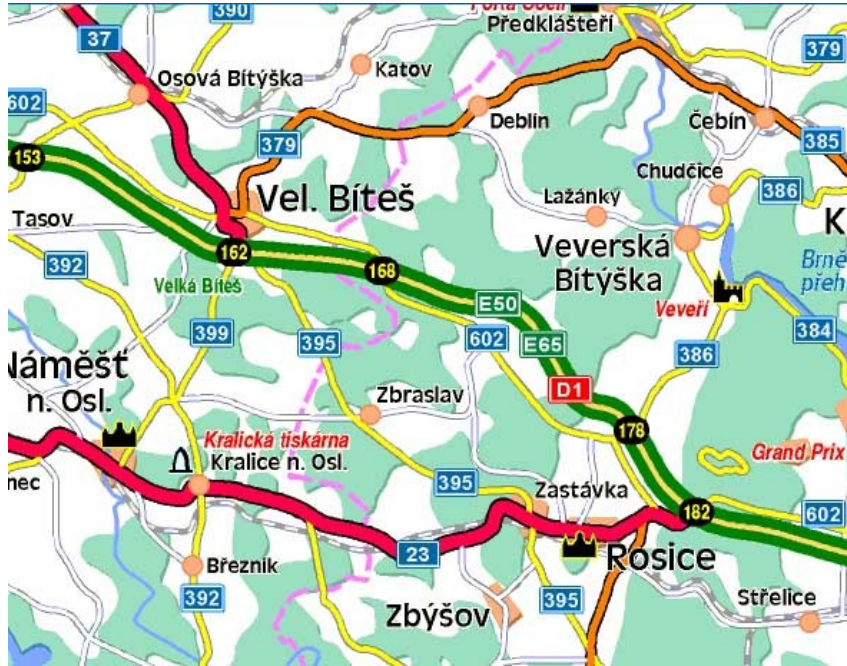 390
Předklášteří
37
379
Osová Bítýška
Katov
602
Deblín
Čebín
385
379
Chudčice
153
386
Vel. Bíteš
Lažánky
K
Tasov
162
Veverská
Bítýška
Brně
přeh
392
168
Velká Bíteš
E50
Veveří
399
395
602
E65
384
386
Náměšť
n. Osl.
D1
Zbraslav
178
Kralická tiskárna
Kralice n. Osl.
Grand Prix
nec
395
Zastávka
182
602
23
Rosice
Březník
392
Zbýšov
395
Střelice